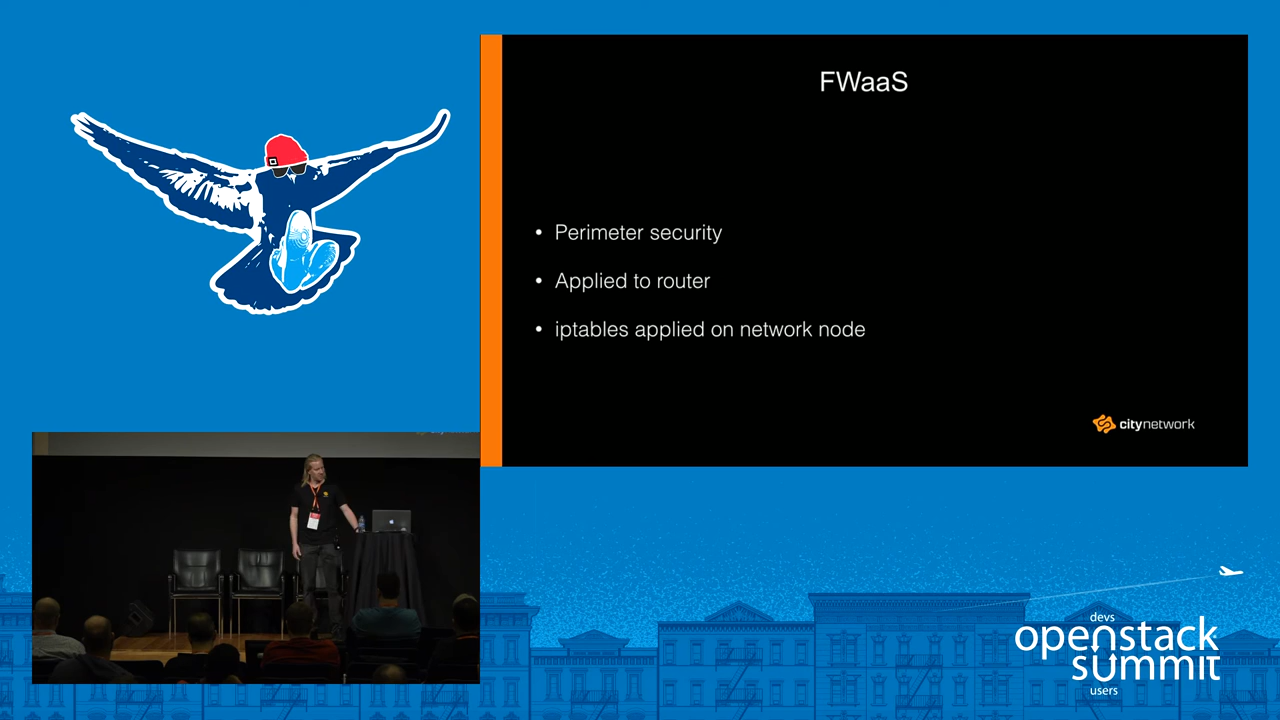 FWaaS
• Perimeter security
• Applied to router
• iptables applied on network node
citynetwork
devs
openstack
summit
users